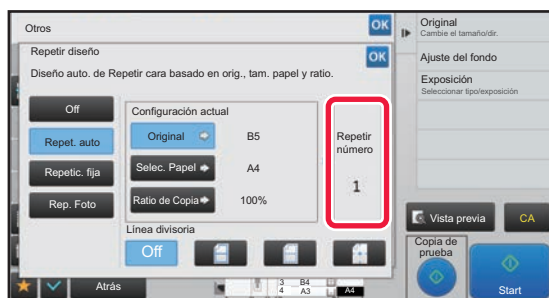 Otros
OK
Repetir diseño
OK
Diseño auto. de Repetir cara basado en orig., tam. papel y ratio.
Off
Repet. auto
Repetic. fija
Rep. Foto
Configuración actual
Original
B5
Selec. Papel
A4
Ratio de Copia
100%
Repetir
número
1
Línea divisoria
Off
Atrás
3 B4
4 A3
A4
Original
Cambie el tamaño/dir.
Ajuste del fondo
Exposición
Seleccionar tipo/exposición
Vista previa
CA
Copia de
prueba
Start